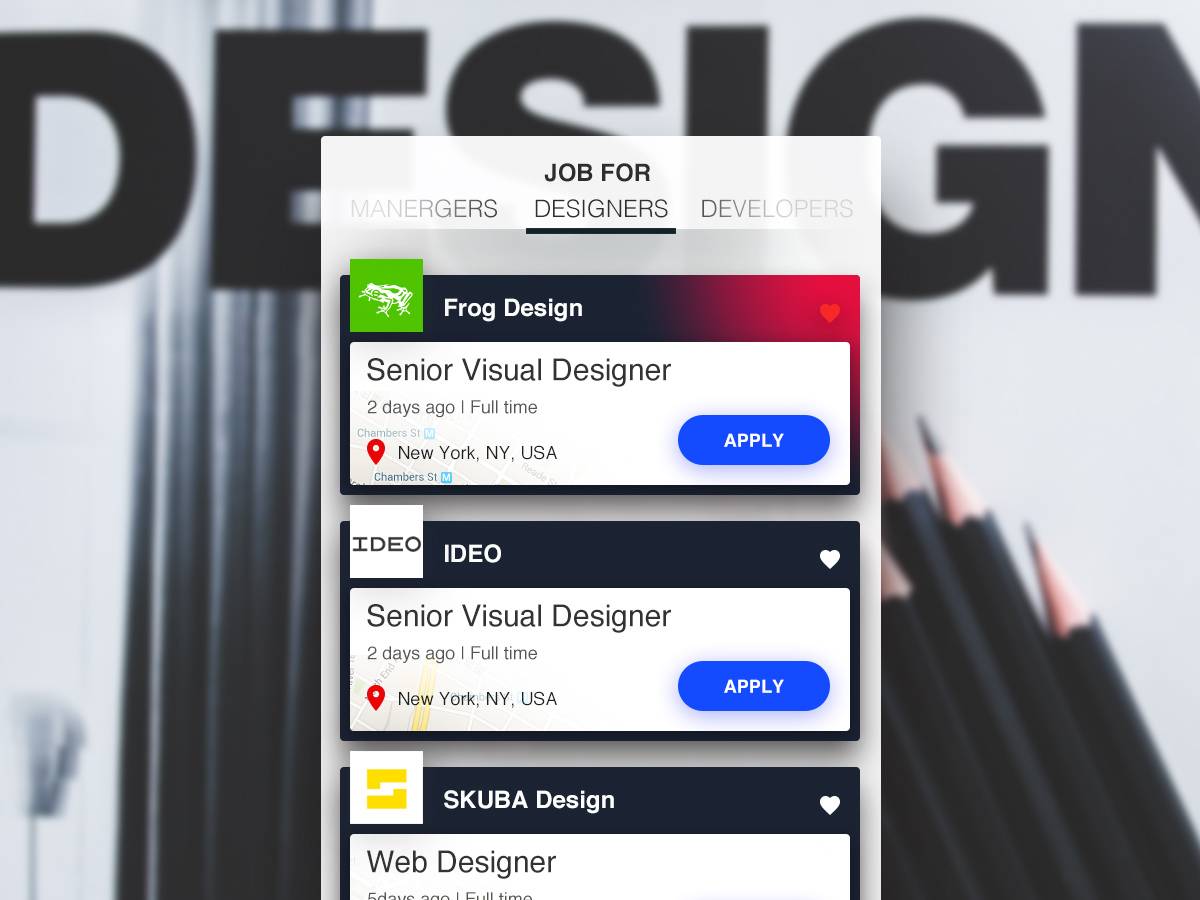 DESIGN
JOB FOR
MANERGERS DESIGNERS DEVELOPERS
Frog Design
Senior Visual Designer
2 days ago | Full time
Chambers St M
New York, NY, USA
APPLY
Reade St
Chambers St M
IDEO
IDEO
Senior Visual Designer
2 days ago | Full time
New York, NY, USA
APPLY
SKUBA Design
Web Designer
5days ago | Full time